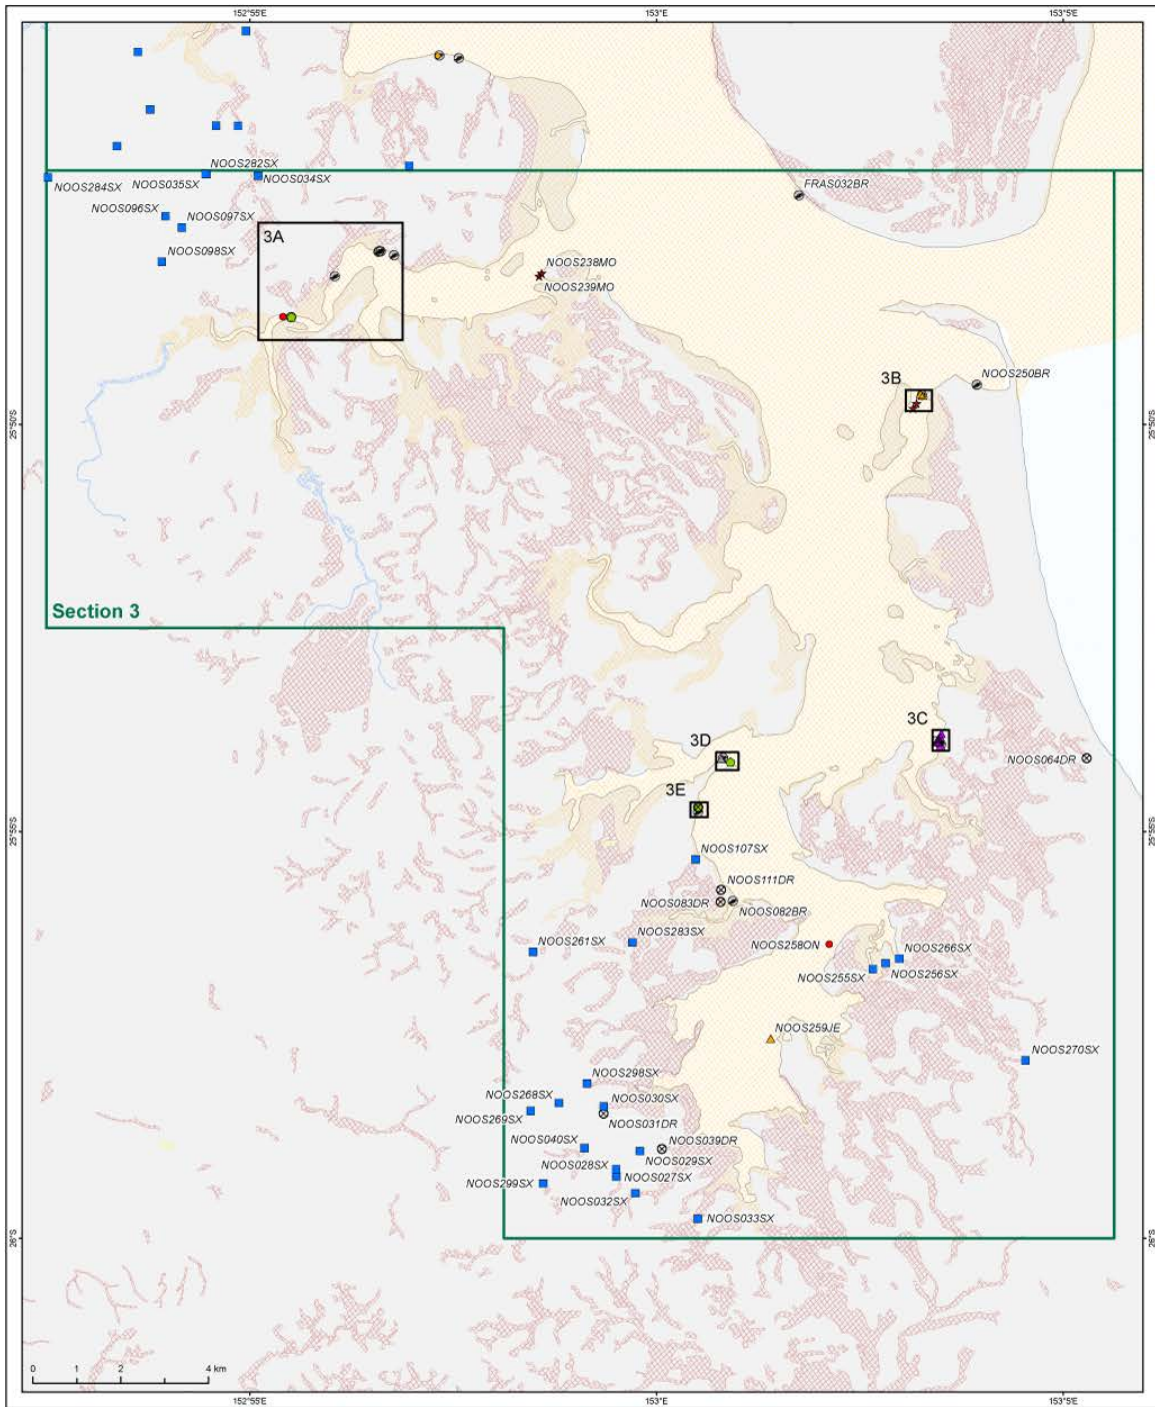 152°55'E
153°E
153°5'E
NOOS282SX
NOOS284SX
NOOS035SX
NOOS034SX
FRAS032BR
NOOS096SX
NOOS097SX
3A
NOOS098SX
NOOS238MO
NOOS239MO
3B
NOOS250BR
25°50'S
25°50'S
Section 3
3C
3D
NOOS064DR
3E
25°55'S
25°55'S
NOOS107SX
NOOS111DR
NOOS083DR
NOOS082BR
NOOS283SX
NOOS261SX
NOOS258ON
NOOS266SX
NOOS255SX
NOOS256SX
NOOS259JE
NOOS270SX
NOOS298SX
NOOS268SX
NOOS030SX
NOOS269SX
NOOS031DR
NOOS040SX
NOOS039DR
NOOS028SX
NOOS029SX
NOOS027SX
NOOS299SX
NOOS032SX
NOOS033SX
26°S
26°S
0 1 2 4 km
152°55'E
153°E
153°5'E